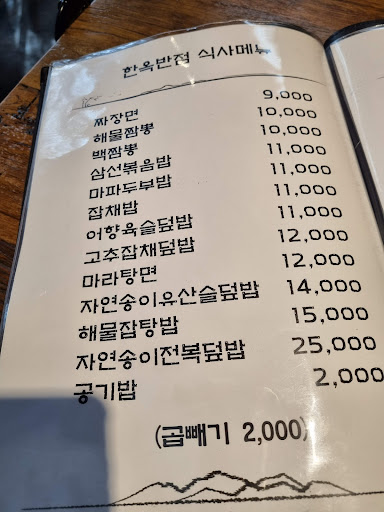 한옥반점 식사메뉴
짜장면 9,000
해물짬뽕 10,000
백짬뽕 10,000
삼선볶음밥 11,000
마파두부밥 11,000
잡채밥 11,000
어향육슬덮밥 11,000
고추잡채덮밥 12,000
마라탕면 12,000
자연송이유산슬덮밥 14,000
해물잡탕밥 15,000
자연송이전복덮밥 25,000
공기밥 2,000
(곱빼기 2,000)